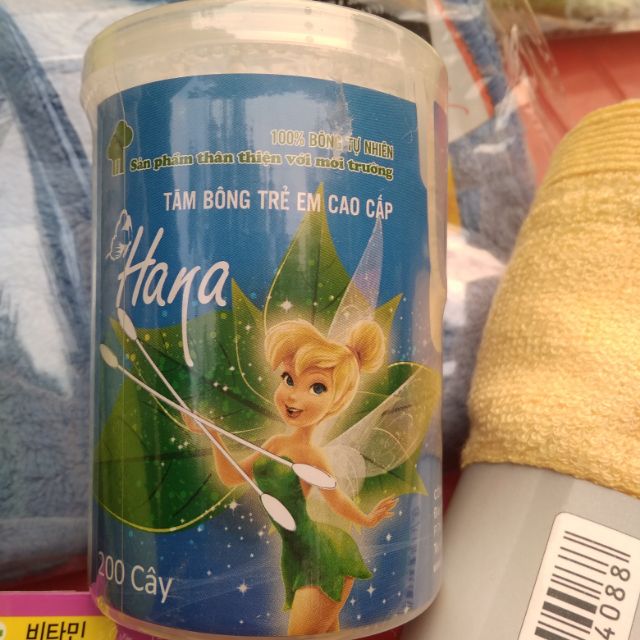 100% BÔNG TỰ NHIÊN
Sản phẩm thân thiện với môi trường
TĂM BÔNG TRẺ EM CAO CẤP
Hana
200 Cây
비타민
4088